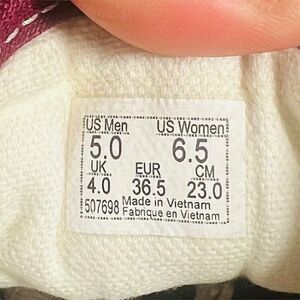 US Men US Women
5.0 6.5
UK EUR CM
4.0 36.5 23.0
507698 Made in Vietnam
Fabrique en Vietnam